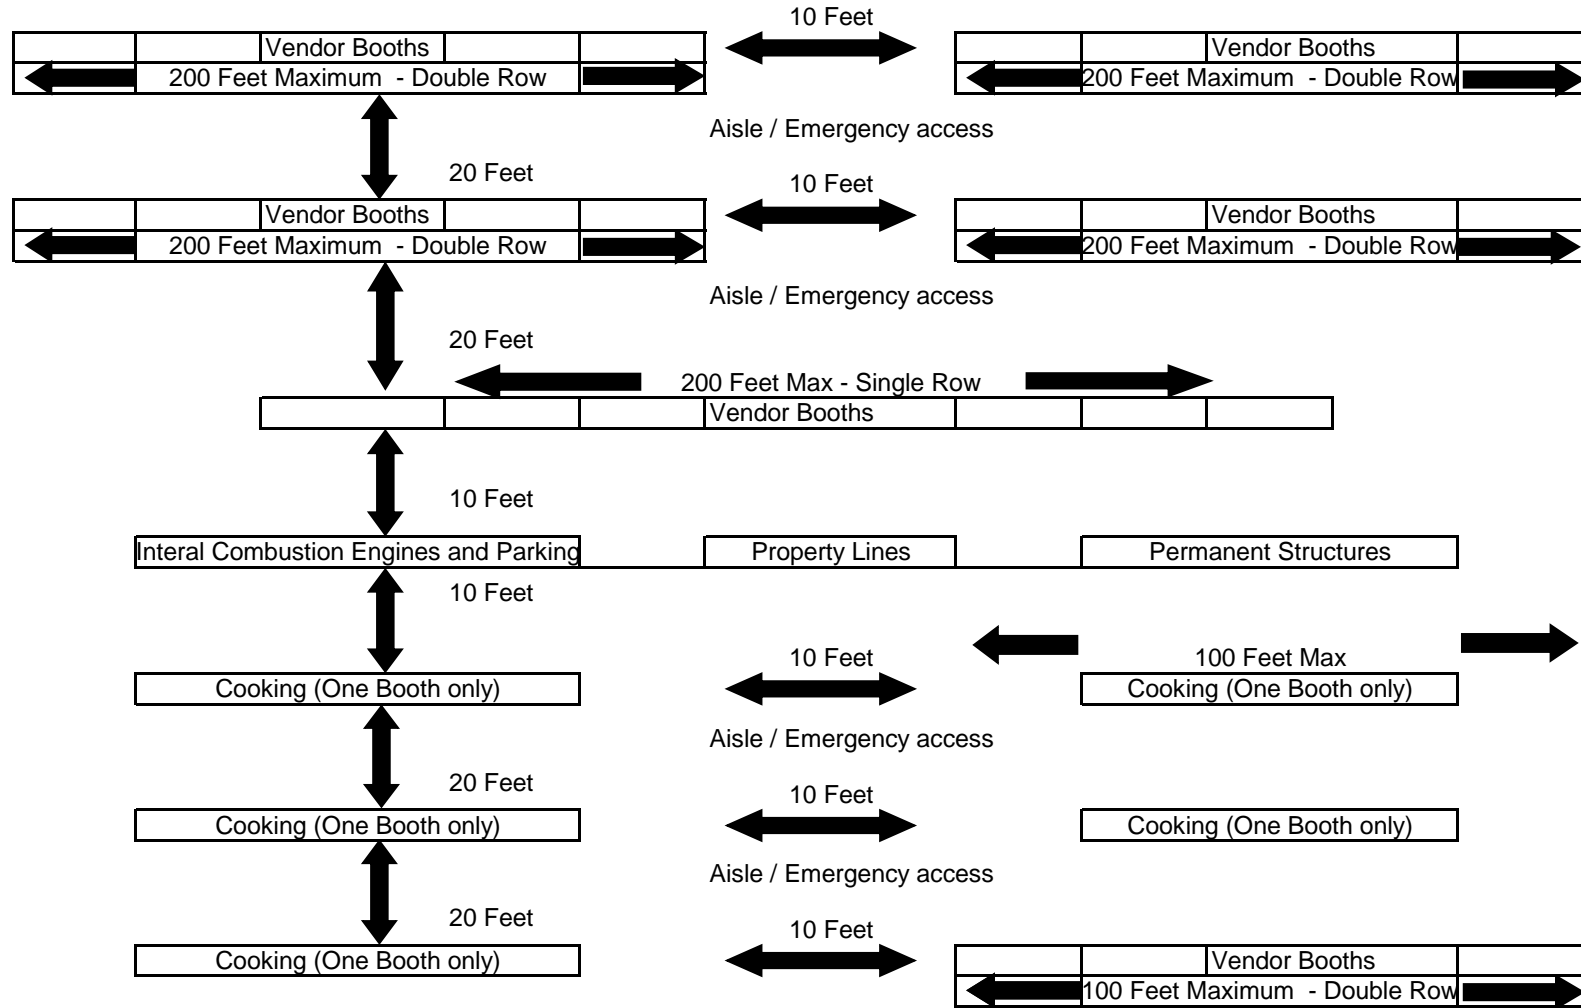 10 Feet
Vendor Booths Vendor Booths
200 Feet Maximum - Double Row 200 Feet Maximum - Double Row
Aisle / Emergency access
20 Feet
10 Feet
Vendor Booths Vendor Booths
200 Feet Maximum - Double Row 200 Feet Maximum - Double Row
Aisle / Emergency access
20 Feet
200 Feet Max - Single Row
Vendor Booths
10 Feet
Interal Combustion Engines and Parking Property Lines Permanent Structures
10 Feet
10 Feet 100 Feet Max
Cooking (One Booth only) Cooking (One Booth only)
Aisle / Emergency access
20 Feet
10 Feet
Cooking (One Booth only) Cooking (One Booth only)
Aisle / Emergency access
20 Feet
10 Feet
Cooking (One Booth only) Vendor Booths
100 Feet Maximum - Double Row